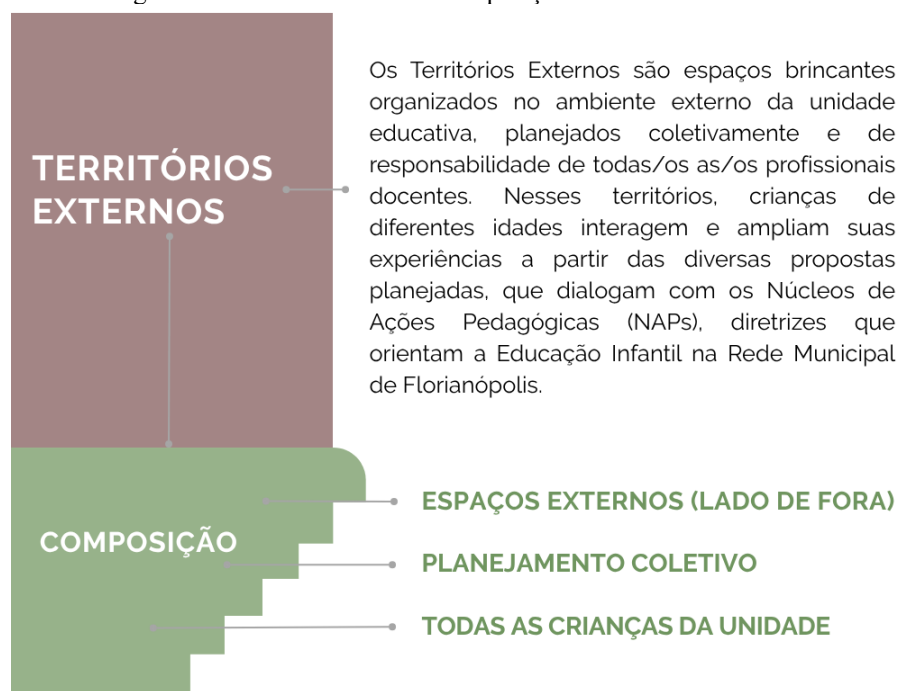 Os Territórios Externos são espaços brincantes
organizados no ambiente externo da unidade
educativa, planejados coletivamente e de
responsabilidade de todas/os as/os profissionais
docentes. Nesses territórios, crianças de
diferentes idades interagem e ampliam suas
experiências a partir das diversas propostas
planejadas, que dialogam com os Núcleos de
Ações Pedagógicas (NAPs), diretrizes que
orientam a Educação Infantil na Rede Municipal
de Florianópolis.
TERRITÓRIOS
EXTERNOS
COMPOSIÇÃO
ESPAÇOS EXTERNOS (LADO DE FORA)
PLANEJAMENTO COLETIVO
TODAS AS CRIANÇAS DA UNIDADE